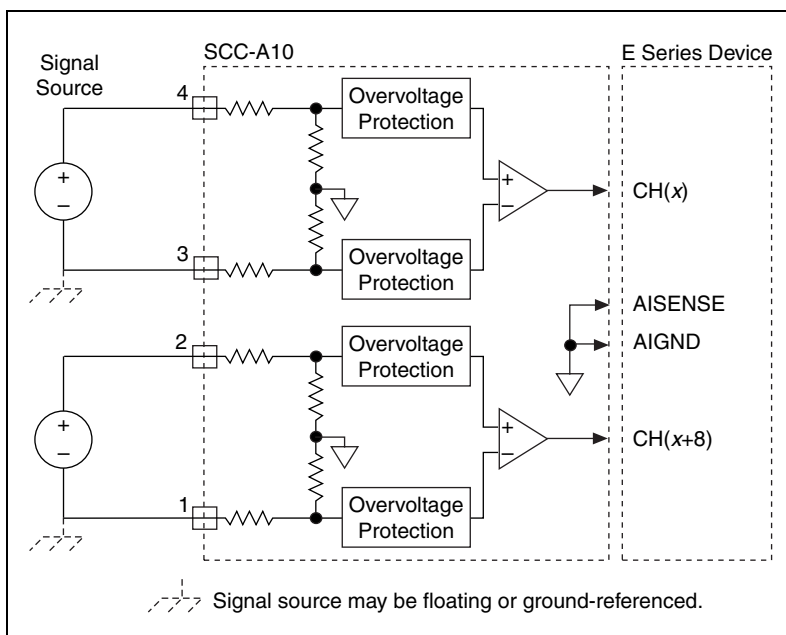 SCC-A10
E Series Device
Signal
Source
4
Overvoltage
Protection
+
−
+
−
CH(x)
3
Overvoltage
Protection
AISENSE
2
Overvoltage
Protection
AIGND
+
−
+
−
CH(x+8)
1
Overvoltage
Protection
Signal source may be floating or ground-referenced.